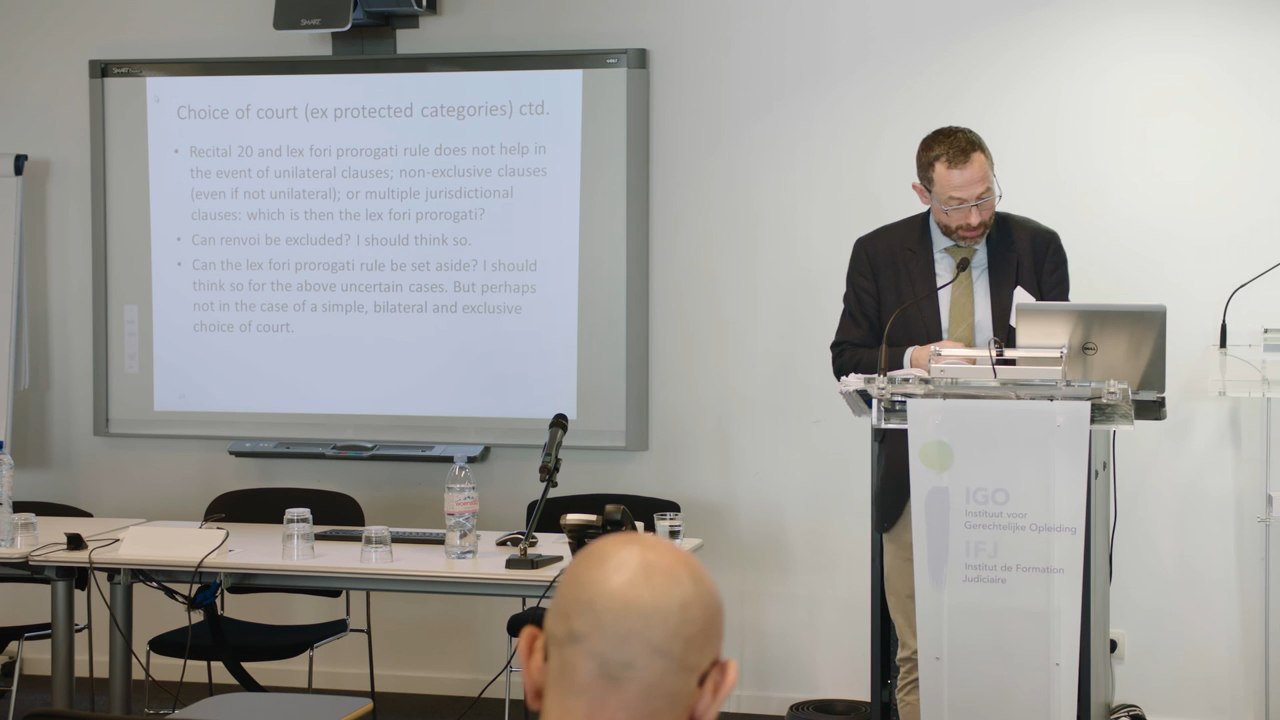 SMART
Choice of court (ex protected categories) ctd.
• Recital 20 and lex fori prorogati rule does not help in
the event of unilateral clauses; non-exclusive clauses
(even if not unilateral); or multiple jurisdictional
clauses: which is then the lex fori prorogati?
• Can renvoi be excluded? I should think so.
• Can the lex fori prorogati rule be set aside? I should
think so for the above uncertain cases. But perhaps
not in the case of a simple, bilateral and exclusive
choice of court.
DELL
IGO
Instituut voor
Gerechtelijke Opleiding
IFJ
Institut de Formation
Judiciaire